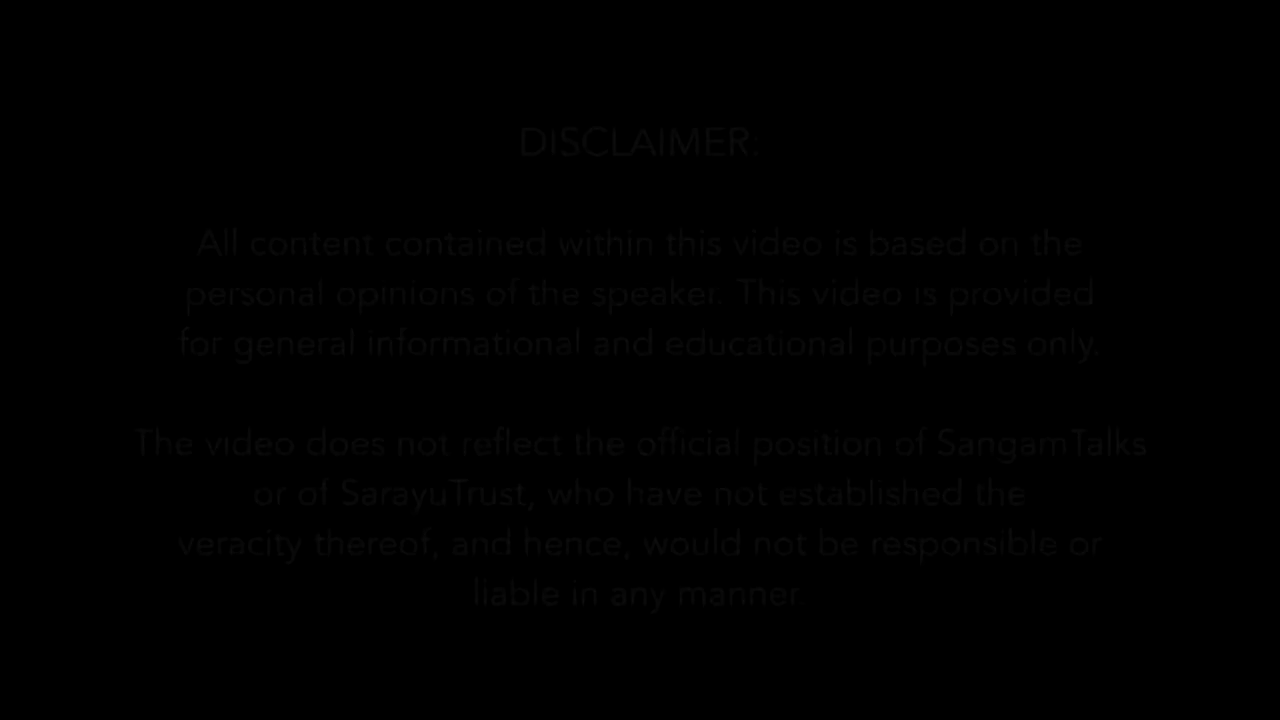 DISCLAIMER:
All content contained within this video is based on the
personal opinions of the speaker. This video is provided
for general informational and educational purposes only.
The video does not reflect the official position of SangamTalks
or of SarayuTrust, who have not established the
veracity thereof, and hence, would not be responsible or
liable in any manner.